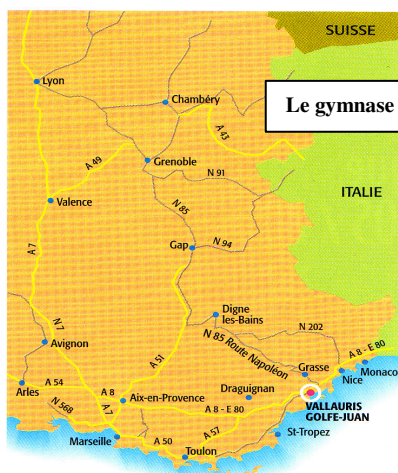 SUISSE
Lyon
Chambéry
Le gymnase
A 43
A 49
Grenoble
N 91
ITALIE
Valence
N 85
Gap
N 94
A 7
Digne
les-Bains
N 7
N 85 Route Napoléon
N 202
A 51
Avignon
A 8 - E 80
Monaco
Grasse
Nice
A 54
Arles
A 8
Draguignan
N 568
A 7
Aix-en-Provence
A 8 - E 80
VALLAURIS
GOLFE-JUAN
Marseille
A 57
St-Tropez
A 50
Toulon